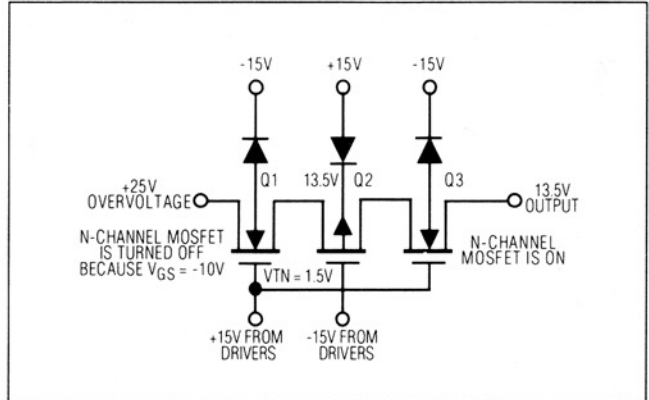 -15V +15V -15V
Q1 13.5V Q2 Q3
+25V
OVERVOLTAGE
13.5V
OUTPUT
N-CHANNEL MOSFET
IS TURNED OFF
BECAUSE VGS = -10V
VTN = 1.5V
N-CHANNEL
MOSFET IS ON
+15V FROM
DRIVERS
-15V FROM
DRIVERS